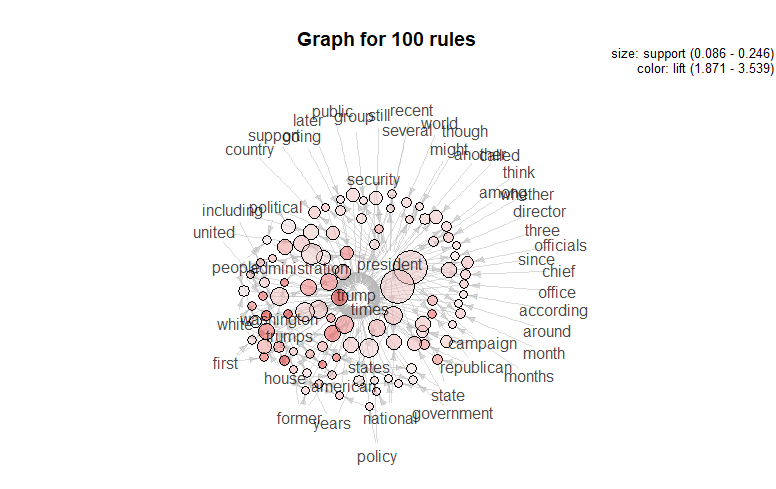 Graph for 100 rules
size: support (0.086 - 0.246)
color: lift (1.871 - 3.539)
public
recent
later
group
still
world
support
going
several
though
country
might
another
called
think
security
among
whether
including
political
director
united
three
officials
people
administration
president
since
chief
trump
office
times
according
white
washington
around
trumps
campaign
month
first
states
republican
months
house
american
state
former
years
national
government
policy